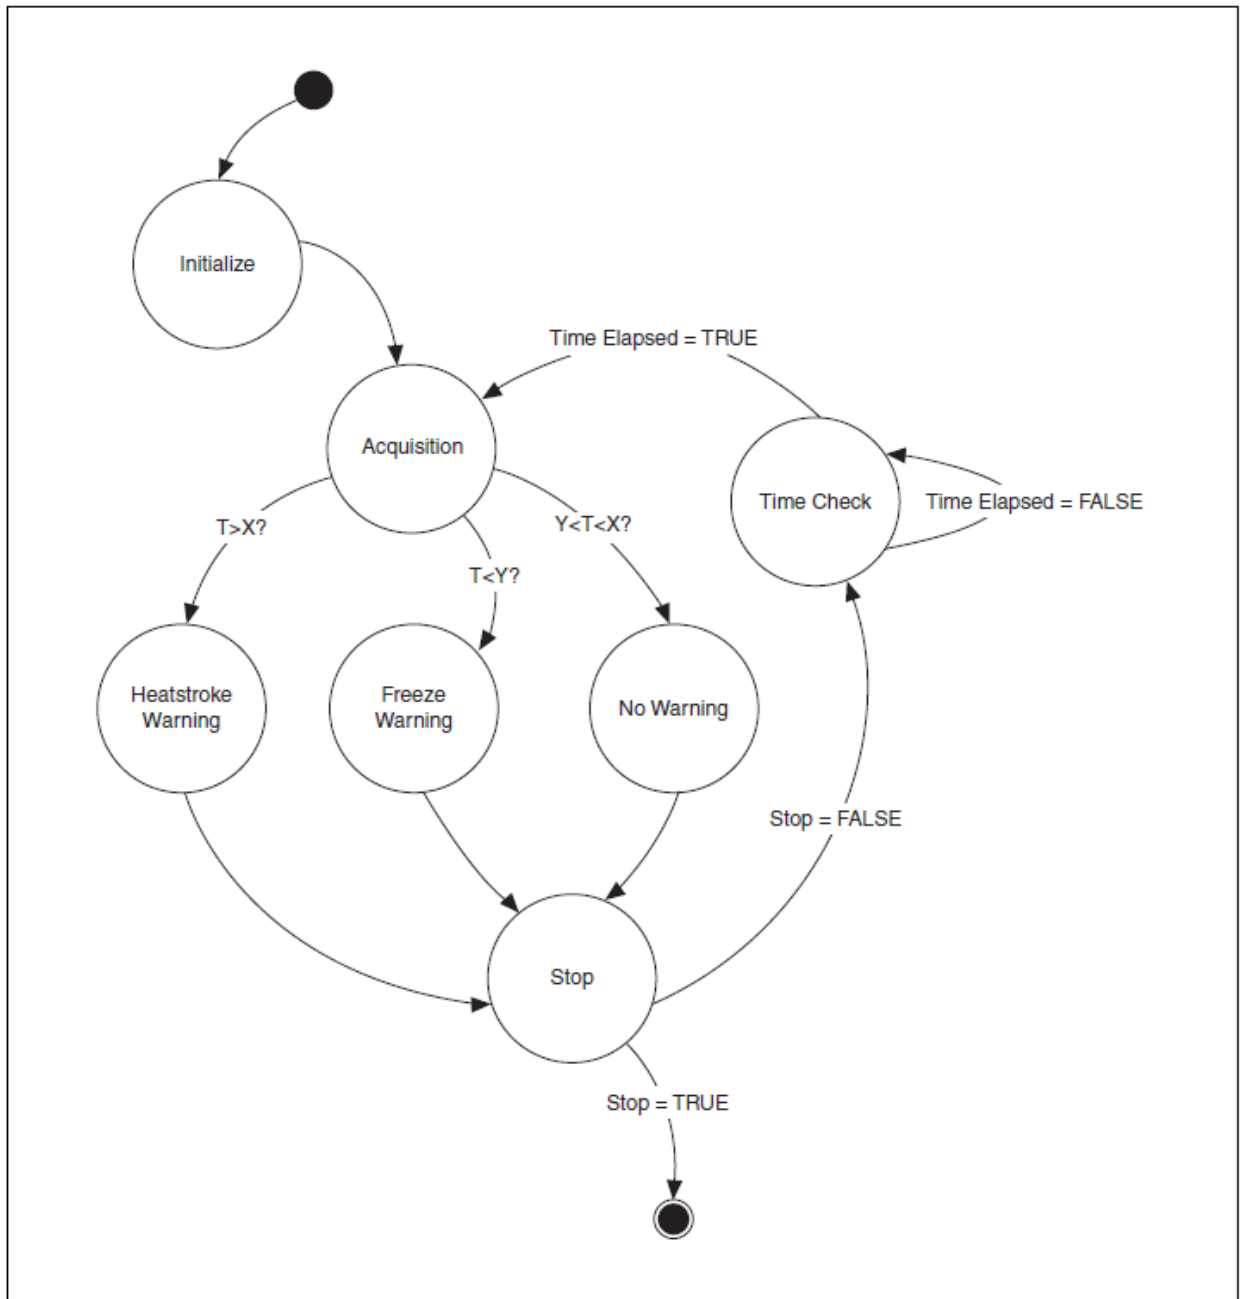 Initialize
Time Elapsed = TRUE
Acquisition
Time Check
Time Elapsed = FALSE
T>X?
Y<T<X?
T<Y?
Heatstroke
Warning
Freeze
Warning
No Warning
Stop = FALSE
Stop
Stop = TRUE